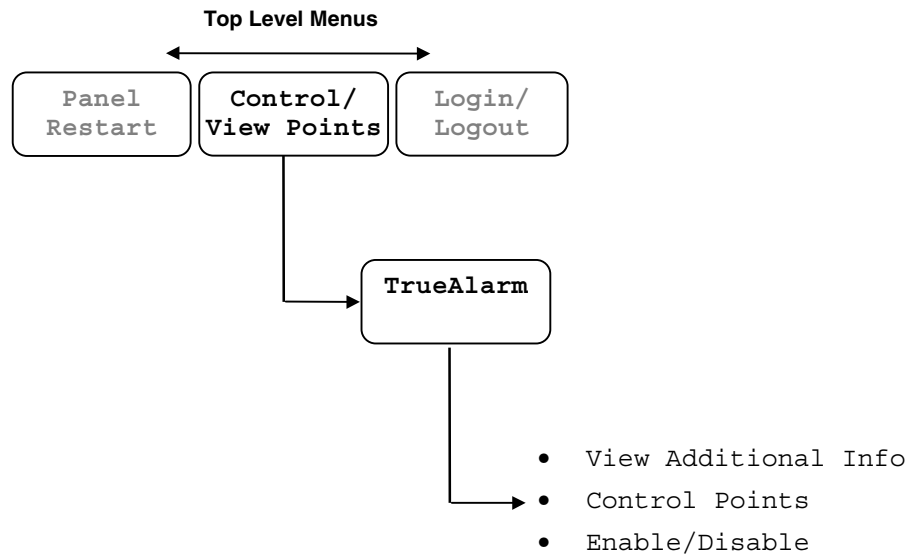 Top Level Menus
Panel
Restart
Control/
View Points
Login/
Logout
TrueAlarm
• View Additional Info
• Control Points
• Enable/Disable